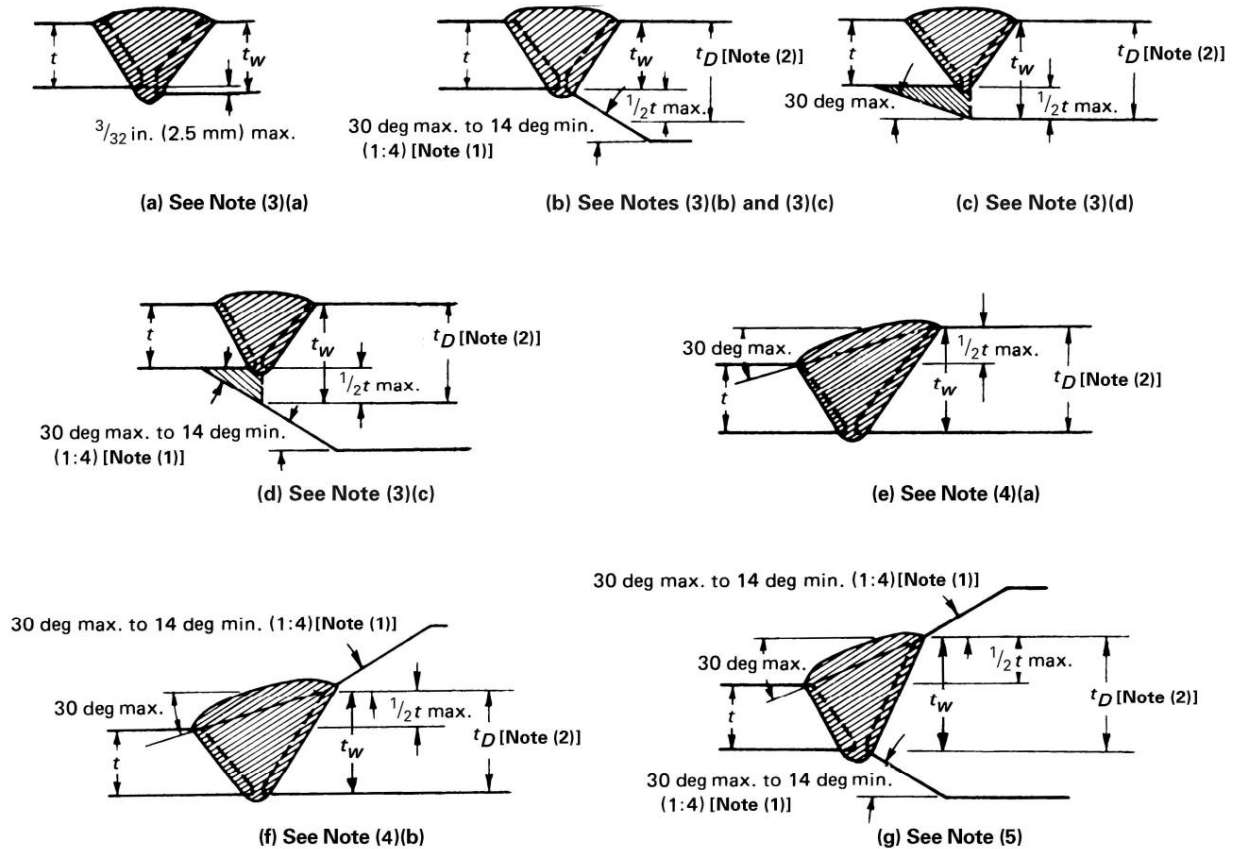 t
t_W
3/32 in. (2.5 mm) max.
(a) See Note (3)(a)
t
t_W
t_D [Note (2)]
1/2 t max.
30 deg max. to 14 deg min.
(1:4) [Note (1)]
(b) See Notes (3)(b) and (3)(c)
t
t_W
t_D [Note (2)]
30 deg max.
1/2 t max.
(c) See Note (3)(d)
t
t_W
t_D [Note (2)]
1/2 t max.
30 deg max. to 14 deg min.
(1:4) [Note (1)]
(d) See Note (3)(c)
30 deg max.
1/2 t max.
t
t_W
t_D [Note (2)]
(e) See Note (4)(a)
30 deg max. to 14 deg min. (1:4) [Note (1)]
30 deg max.
1/2 t max.
t
t_W
t_D [Note (2)]
(f) See Note (4)(b)
30 deg max. to 14 deg min. (1:4) [Note (1)]
30 deg max.
1/2 t max.
t
t_W
t_D [Note (2)]
30 deg max. to 14 deg min.
(1:4) [Note (1)]
(g) See Note (5)